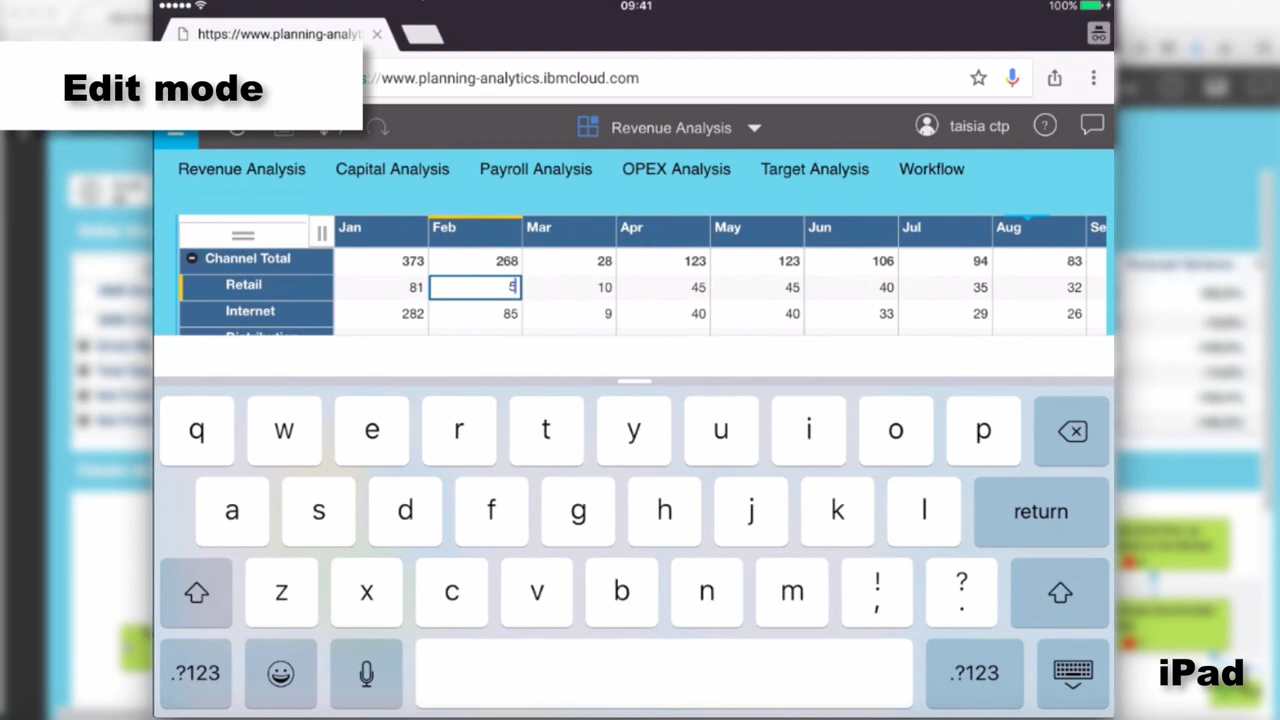 09:41
100%
https://www.planning-analyt
Edit mode
://www.planning-analytics.ibmcloud.com
Revenue Analysis
taisia ctp
?
Revenue Analysis Capital Analysis Payroll Analysis OPEX Analysis Target Analysis Workflow
Jan Feb Mar Apr May Jun Jul Aug Se
Channel Total 373 268 28 123 123 106 94 83
Retail 81 5 10 45 45 40 35 32
Internet 282 85 9 40 40 33 29 26
Distribution
q w e r t y u i o p
a s d f g h j k l return
z x c v b n m ! , ? .
.?123 .?123
iPad